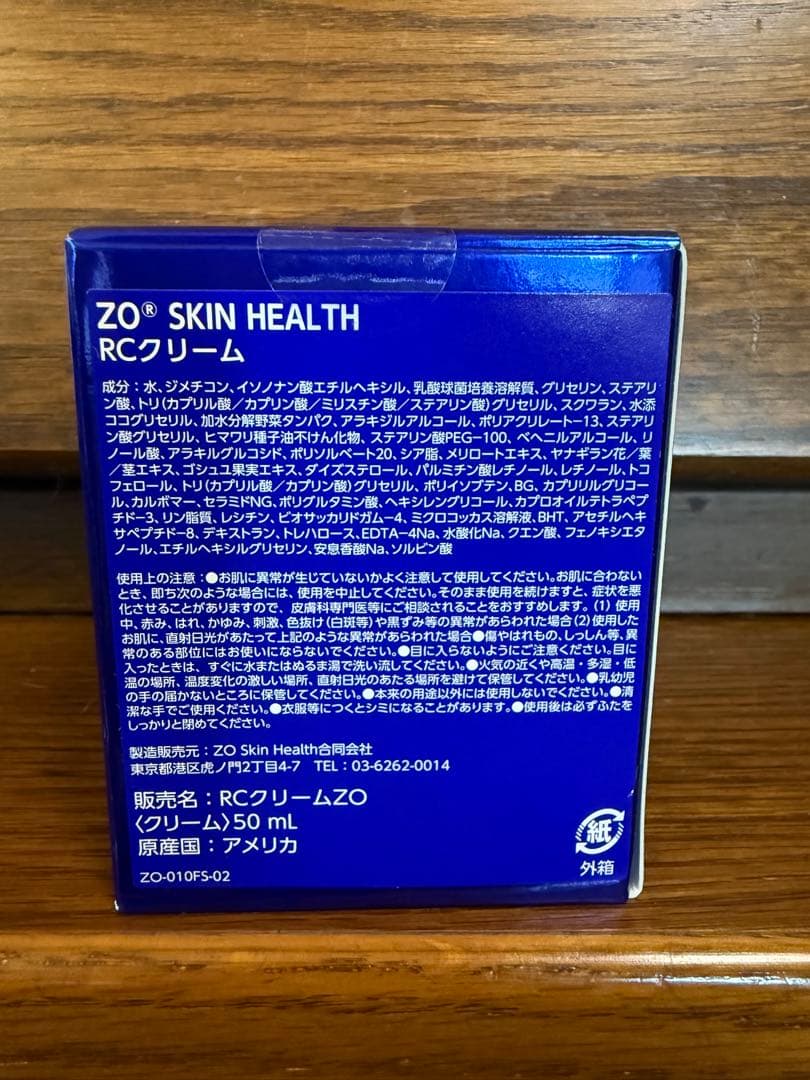 ZO® SKIN HEALTH
RCクリーム
成分：水、ジメチコン、イソノナン酸エチルヘキシル、乳酸球菌培養溶解質、グリセリン、ステアリ
ン酸、トリ（カプリル酸／カプリン酸／ミリスチン酸／ステアリン酸）グリセリル、スクワラン、水添
ココグリセリル、加水分解野菜タンパク、アラキジルアルコール、ポリアクリレート-13、ステアリ
ン酸グリセリル、ヒマワリ種子油不けん化物、ステアリン酸PEG-100、ベヘニルアルコール、リ
ノール酸、アラキルグルコシド、ポリソルベート20、シア脂、メリロートエキス、ヤナギラン花／葉
／茎エキス、ゴシュユ果実エキス、ダイズステロール、パルミチン酸レチノール、レチノール、トコ
フェロール、トリ（カプリル酸／カプリン酸）グリセリル、ポリイソブテン、BG、カプリリルグリコー
ル、カルボマー、セラミドNG、ポリグルタミン酸、ヘキシレングリコール、カプロオイルテトラペプ
チド-3、リン脂質、レシチン、ビオサッカリドガム-4、ミクロコッカス溶解液、BHT、アセチルヘキ
サペプチド-8、デキストラン、トレハロース、EDTA-4Na、水酸化Na、クエン酸、フェノキシエタ
ノール、エチルヘキシルグリセリン、安息香酸Na、ソルビン酸
使用上の注意：●お肌に異常が生じていないかよく注意して使用してください。お肌に合わない
とき、即ち次のような場合には、使用を中止してください。そのまま使用を続けますと、症状を悪
化させることがありますので、皮膚科専門医等にご相談されることをおすすめします。（1）使用
中、赤み、はれ、かゆみ、刺激、色抜け（白斑等）や黒ずみ等の異常があらわれた場合（2）使用した
お肌に、直射日光があたって上記のような異常があらわれた場合●傷やはれもの、しっしん等、異
常のある部位にはお使いにならないでください。●目に入らないようにご注意ください。目に
入ったときは、すぐに水またはぬるま湯で洗い流してください。●火気の近くや高温・多湿・低
温の場所、温度変化の激しい場所、直射日光のあたる場所を避けて保管してください。●乳幼児
の手の届かないところに保管してください。●本来の用途以外には使用しないでください。●清
潔な手でご使用ください。●衣服等につくとシミになることがあります。●使用後は必ずふたを
しっかりと閉めてください。
製造販売元：ZO Skin Health合同会社
東京都港区虎ノ門2丁目4-7 TEL：03-6262-0014
販売名：RCクリームZO
〈クリーム〉50 mL
原産国：アメリカ
ZO-010FS-02
紙
外箱